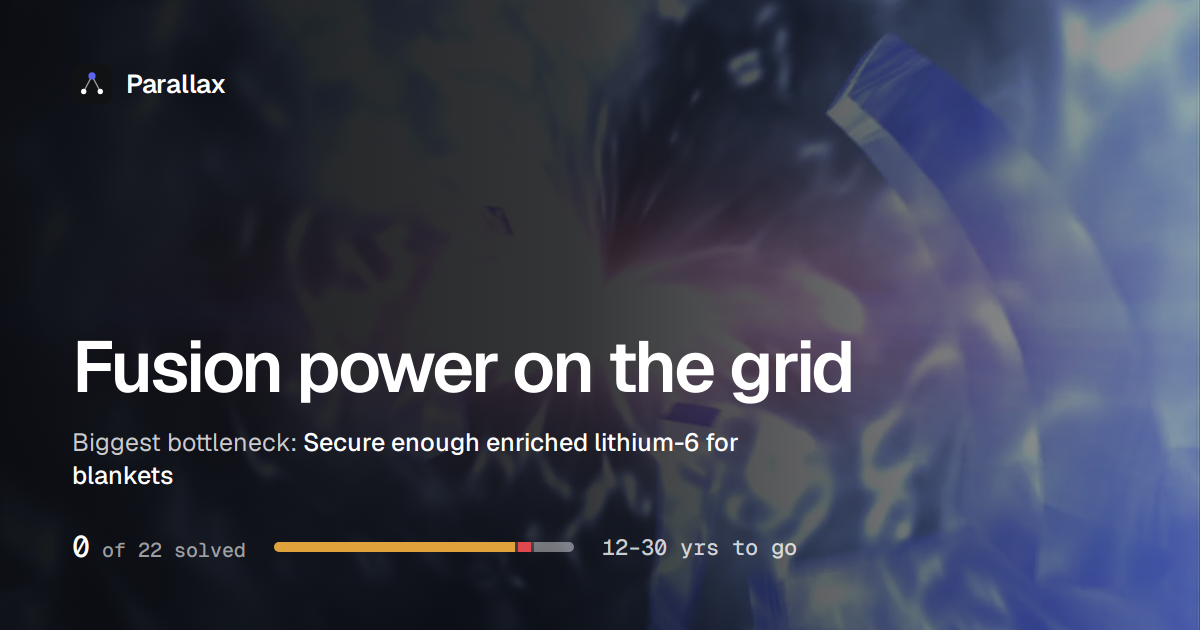 Parallax
Fusion power on the grid
Biggest bottleneck: Secure enough enriched lithium-6 for
blankets
0 of 22 solved
12–30 yrs to go